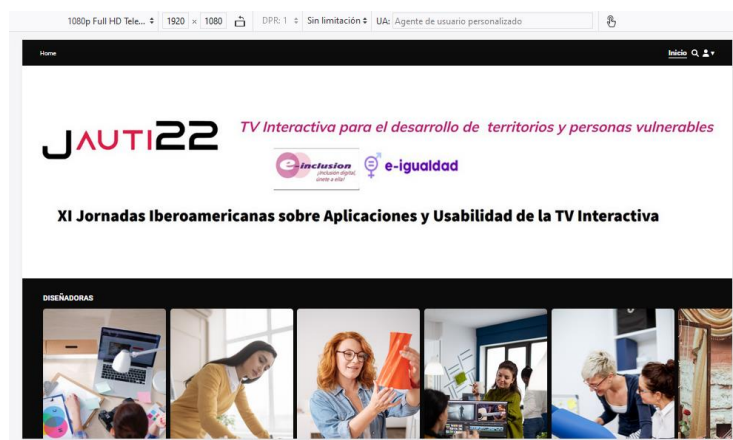 1080p Full HD Tele... 1920 × 1080 DPR: 1 Sin limitación UA: Agente de usuario personalizado
Home Inicio
JAUTI22
TV Interactiva para el desarrollo de territorios y personas vulnerables
e-inclusion
¡inclusión digital,
únete a ella!
e-igualdad
XI Jornadas Iberoamericanas sobre Aplicaciones y Usabilidad de la TV Interactiva
DISEÑADORAS